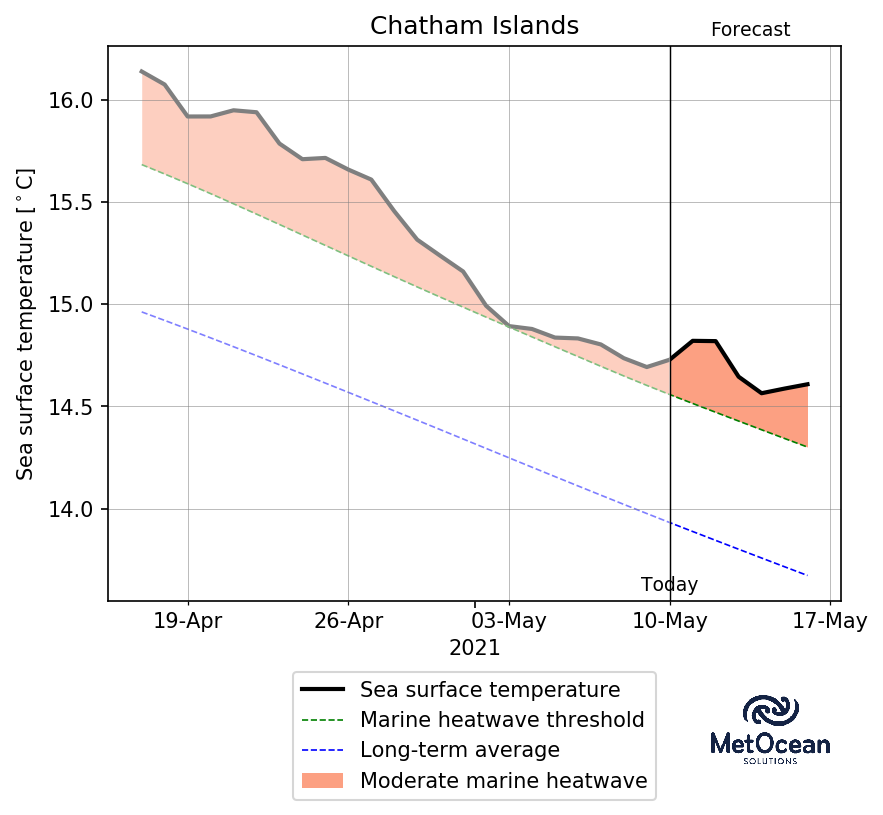 Chatham Islands
Forecast
Sea surface temperature [°C]
16.0
15.5
15.0
14.5
14.0
Today
19-Apr
26-Apr
03-May
10-May
17-May
2021
Sea surface temperature
Marine heatwave threshold
Long-term average
Moderate marine heatwave
MetOcean
SOLUTIONS